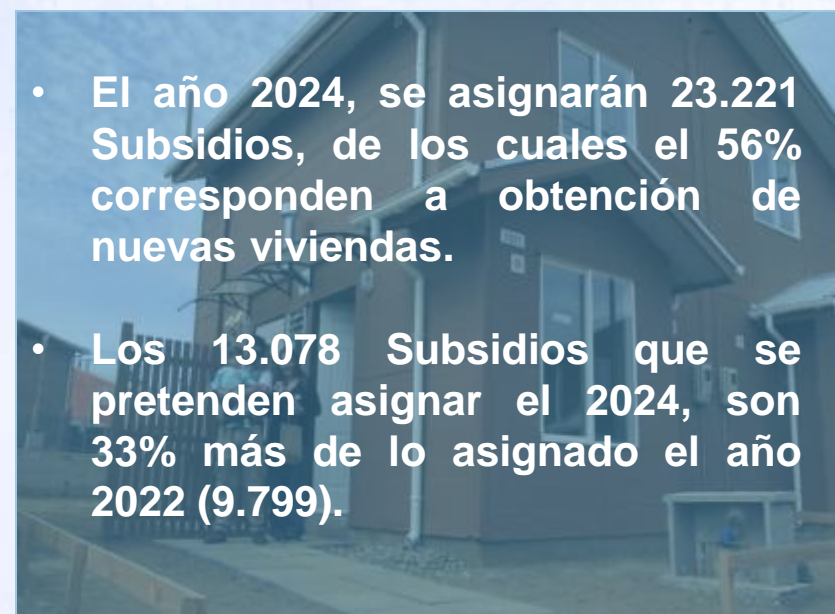 • El año 2024, se asignarán 23.221
Subsidios, de los cuales el 56%
corresponden a obtención de
nuevas viviendas.
• Los 13.078 Subsidios que se
pretenden asignar el 2024, son
33% más de lo asignado el año
2022 (9.799).